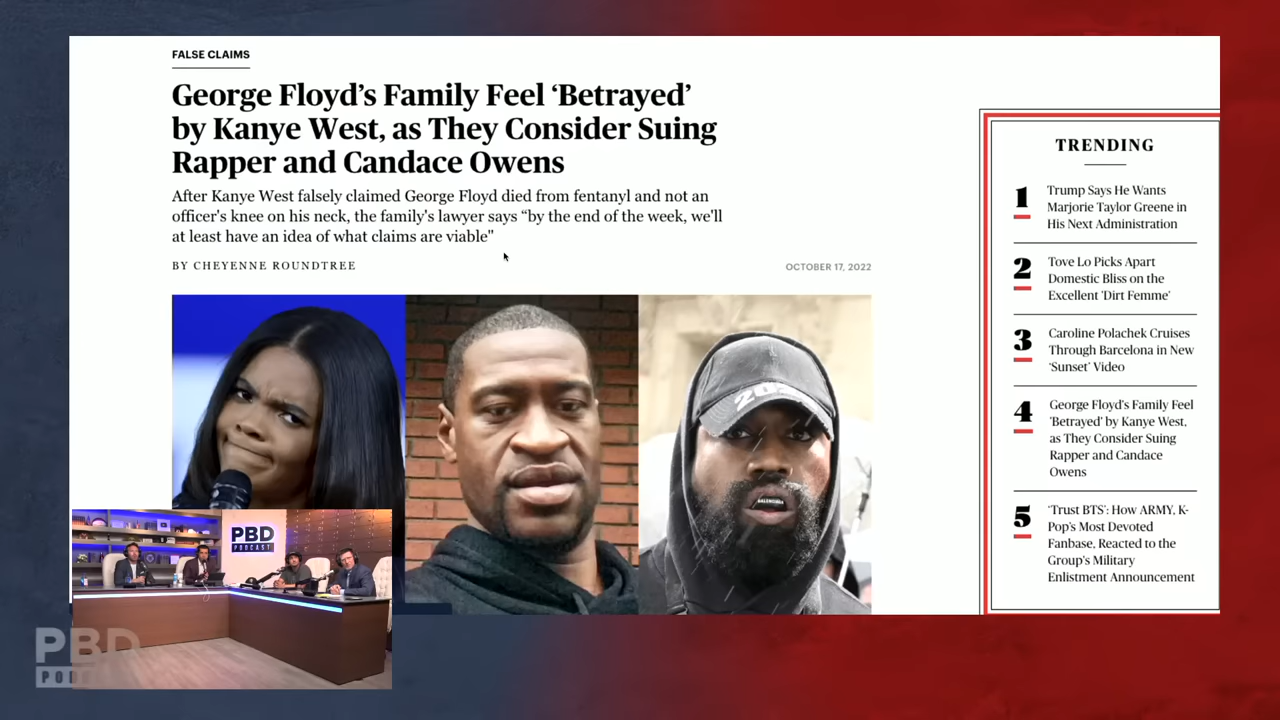 FALSE CLAIMS
George Floyd's Family Feel ‘Betrayed’
by Kanye West, as They Consider Suing
Rapper and Candace Owens
After Kanye West falsely claimed George Floyd died from fentanyl and not an
officer's knee on his neck, the family's lawyer says “by the end of the week, we'll
at least have an idea of what claims are viable"
BY CHEYENNE ROUNDTREE
OCTOBER 17, 2022
TRENDING
1
Trump Says He Wants
Marjorie Taylor Greene in
His Next Administration
2
Tove Lo Picks Apart
Domestic Bliss on the
Excellent ‘Dirt Femme’
3
Caroline Polachek Cruises
Through Barcelona in New
‘Sunset’ Video
4
George Floyd's Family Feel
‘Betrayed’ by Kanye West,
as They Consider Suing
Rapper and Candace
Owens
5
‘Trust BTS’: How ARMY, K-
Pop's Most Devoted
Fanbase, Reacted to the
Group's Military
Enlistment Announcement
BALENCIAGA
PBD
PODCAST
PBD